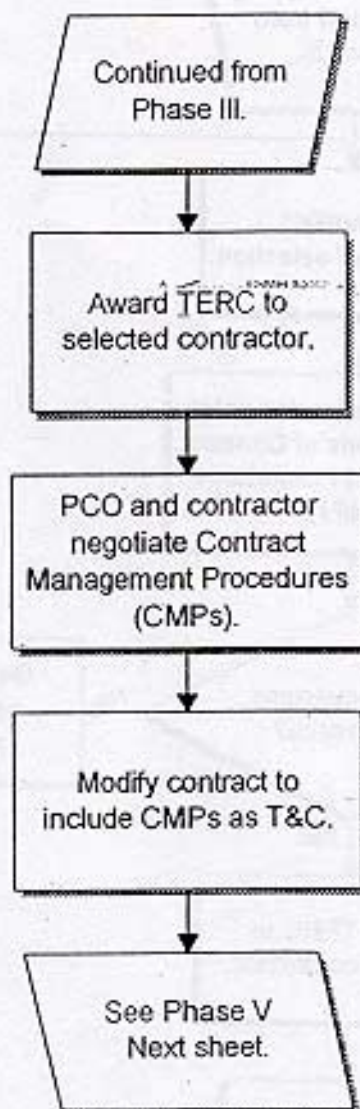 Continued from
Phase III.
Award TERC to
selected contractor.
PCO and contractor
negotiate Contract
Management Procedures
(CMPs).
Modify contract to
include CMPs as T&C.
See Phase V
Next sheet.